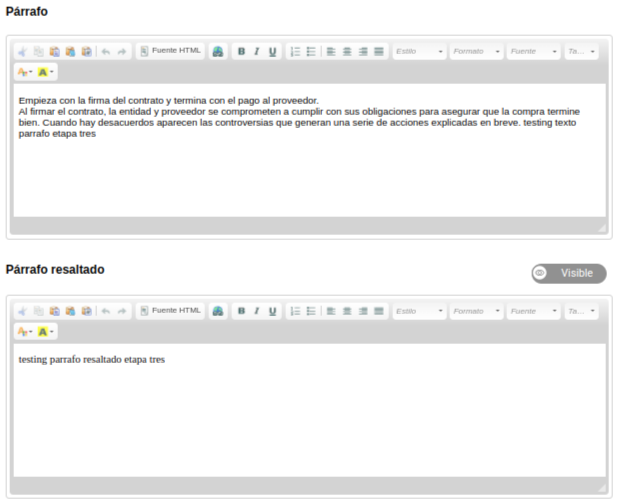 Párrafo
Fuente HTML
B I U
Estilo
Formato
Fuente
Ta...
A
A
Empieza con la firma del contrato y termina con el pago al proveedor.
Al firmar el contrato, la entidad y proveedor se comprometen a cumplir con sus obligaciones para asegurar que la compra termine
bien. Cuando hay desacuerdos aparecen las controversias que generan una serie de acciones explicadas en breve. testing texto
parrafo etapa tres
Párrafo resaltado
Visible
Fuente HTML
B I U
Estilo
Formato
Fuente
Ta...
A
A
testing parrafo resaltado etapa tres